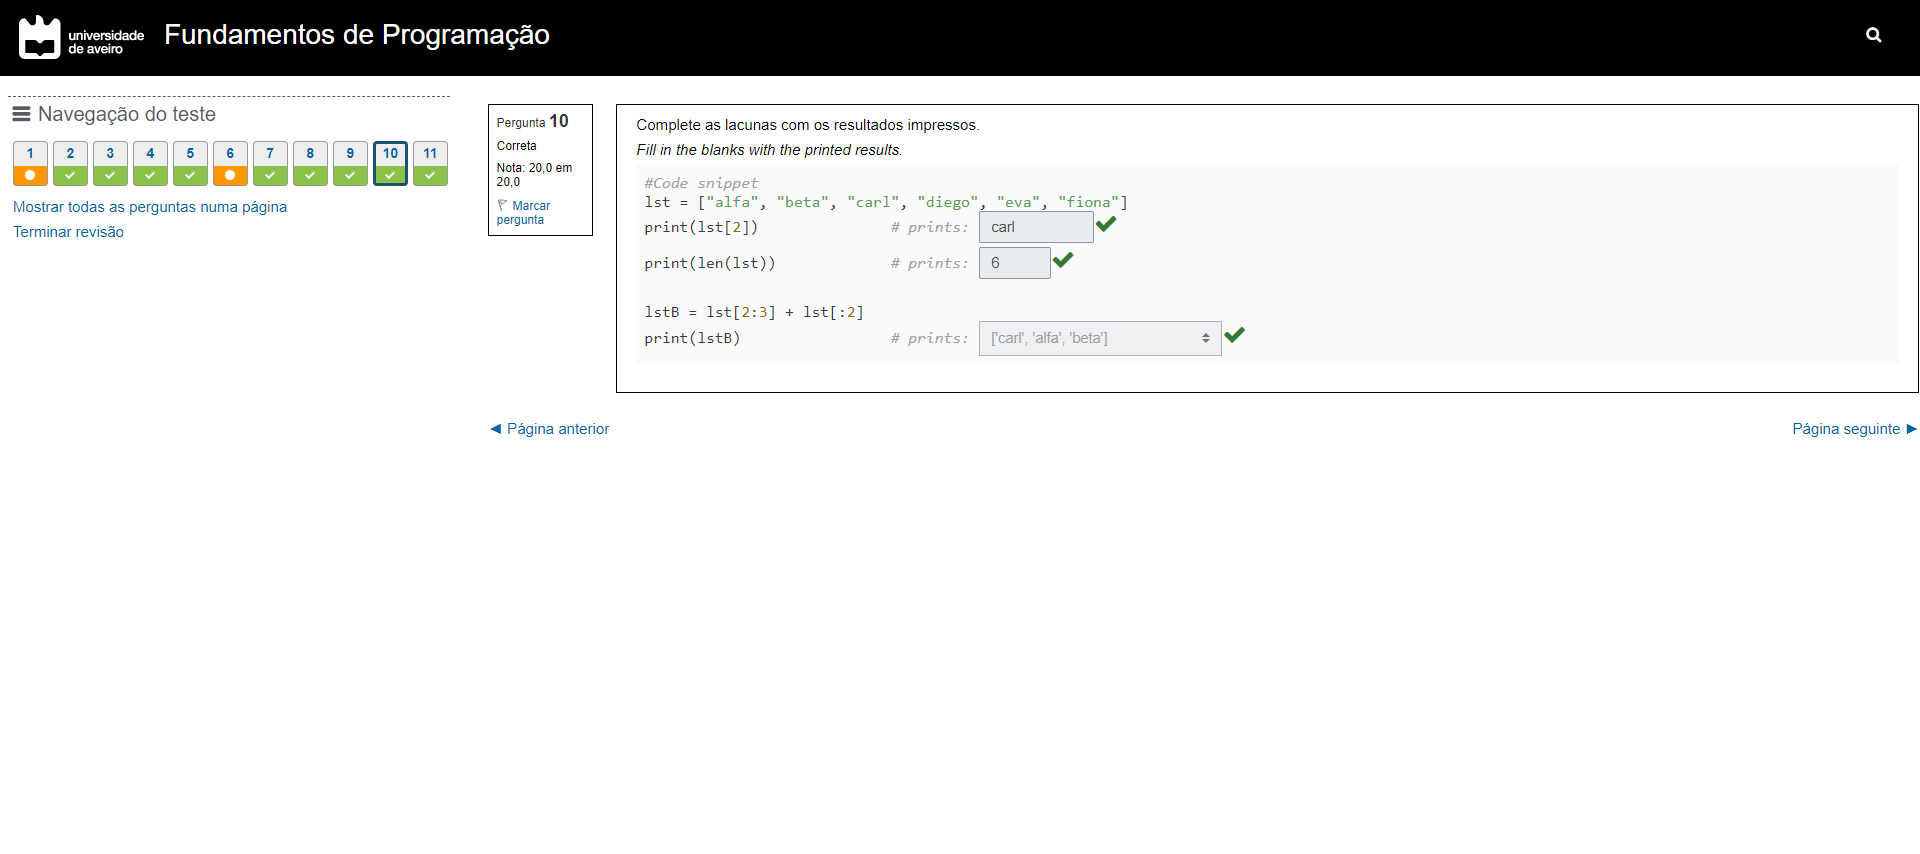 universidade
de aveiro
Fundamentos de Programação
Navegação do teste
1 2 3 4 5 6 7 8 9 10 11
Mostrar todas as perguntas numa página
Terminar revisão
Pergunta 10
Correta
Nota: 20,0 em
20,0
Marcar
pergunta
Complete as lacunas com os resultados impressos.
Fill in the blanks with the printed results.
#Code snippet
lst = ["alfa", "beta", "carl", "diego", "eva", "fiona"]
print(lst[2]) # prints: carl
print(len(lst)) # prints: 6
lstB = lst[2:3] + lst[:2]
print(lstB) # prints: ['carl', 'alfa', 'beta']
◄ Página anterior
Página seguinte ►